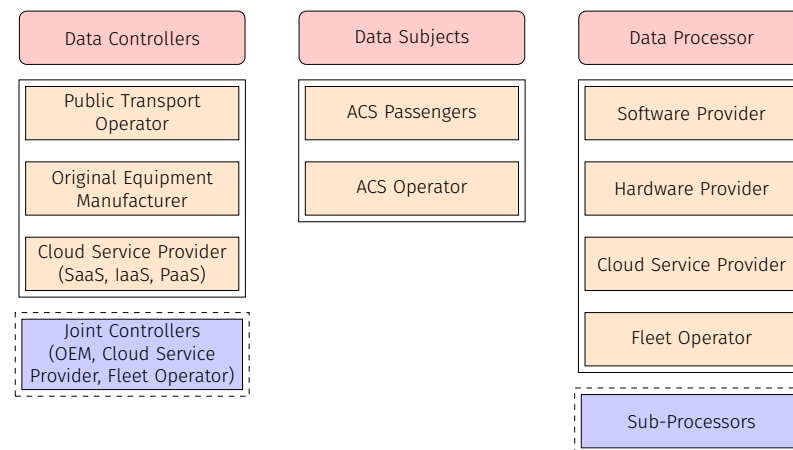 Data Controllers
Public Transport
Operator
Original Equipment
Manufacturer
Cloud Service Provider
(SaaS, IaaS, PaaS)
Joint Controllers
(OEM, Cloud Service
Provider, Fleet Operator)
Data Subjects
ACS Passengers
ACS Operator
Data Processor
Software Provider
Hardware Provider
Cloud Service Provider
Fleet Operator
Sub-Processors